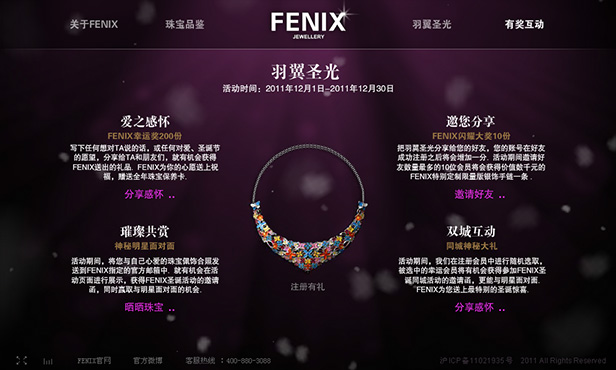 关于FENIX 珠宝品鉴 FENIX 羽翼圣光 有奖互动
JEWELLERY
羽翼圣光
活动时间：2011年12月1日-2011年12月30日
爱之感怀
FENIX幸运奖200份
写下任何想对TA说的话，或任何对爱、圣诞节
的愿望，分享给TA和朋友们，就有机会获得
FENIX送出的礼品. FENIX为你的心愿送上祝
福，赠送全年珠宝保养卡.
分享感怀 ..
邀您分享
FENIX闪耀大奖10份
把羽翼圣光分享给您的好友，您的账号在好友
成功注册之后将会增加一分. 活动期间邀请好
友数量最多的10位会员将会获得价值数千元的
FENIX特别定制限量版银饰手链一条.
邀请好友 ..
璀璨共赏
神秘明星面对面
活动期间，将您与自己心爱的珠宝佩饰合照发
送到FENIX指定的官方邮箱中. 就有机会在活
动页面进行展示，获得FENIX圣诞活动的邀请
函，同时赢取与明星面对面的机会.
晒晒珠宝 ..
双城互动
同城神秘大礼
活动期间，我们在注册会员中进行随机选取，
被选中的幸运会员将有机会获得参加FENIX圣
诞同城活动的邀请函，更能与明星面对面.
FENIX为您送上最特别的圣诞惊喜.
分享感怀 ..
注册有礼
FENIX官网 官方微博 客服热线：400-880-3088 沪ICP备11021935号 2011 All Rights Reserved